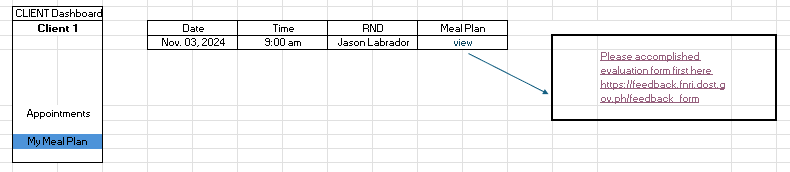 CLIENT Dashboard
Client 1
Date Time RND Meal Plan
Nov. 03, 2024 9:00 am Jason Labrador view
Please accomplished
evaluation form first here
https://feedback.fnri.dost.g
ov.ph/feedback_form
Appointments
My Meal Plan